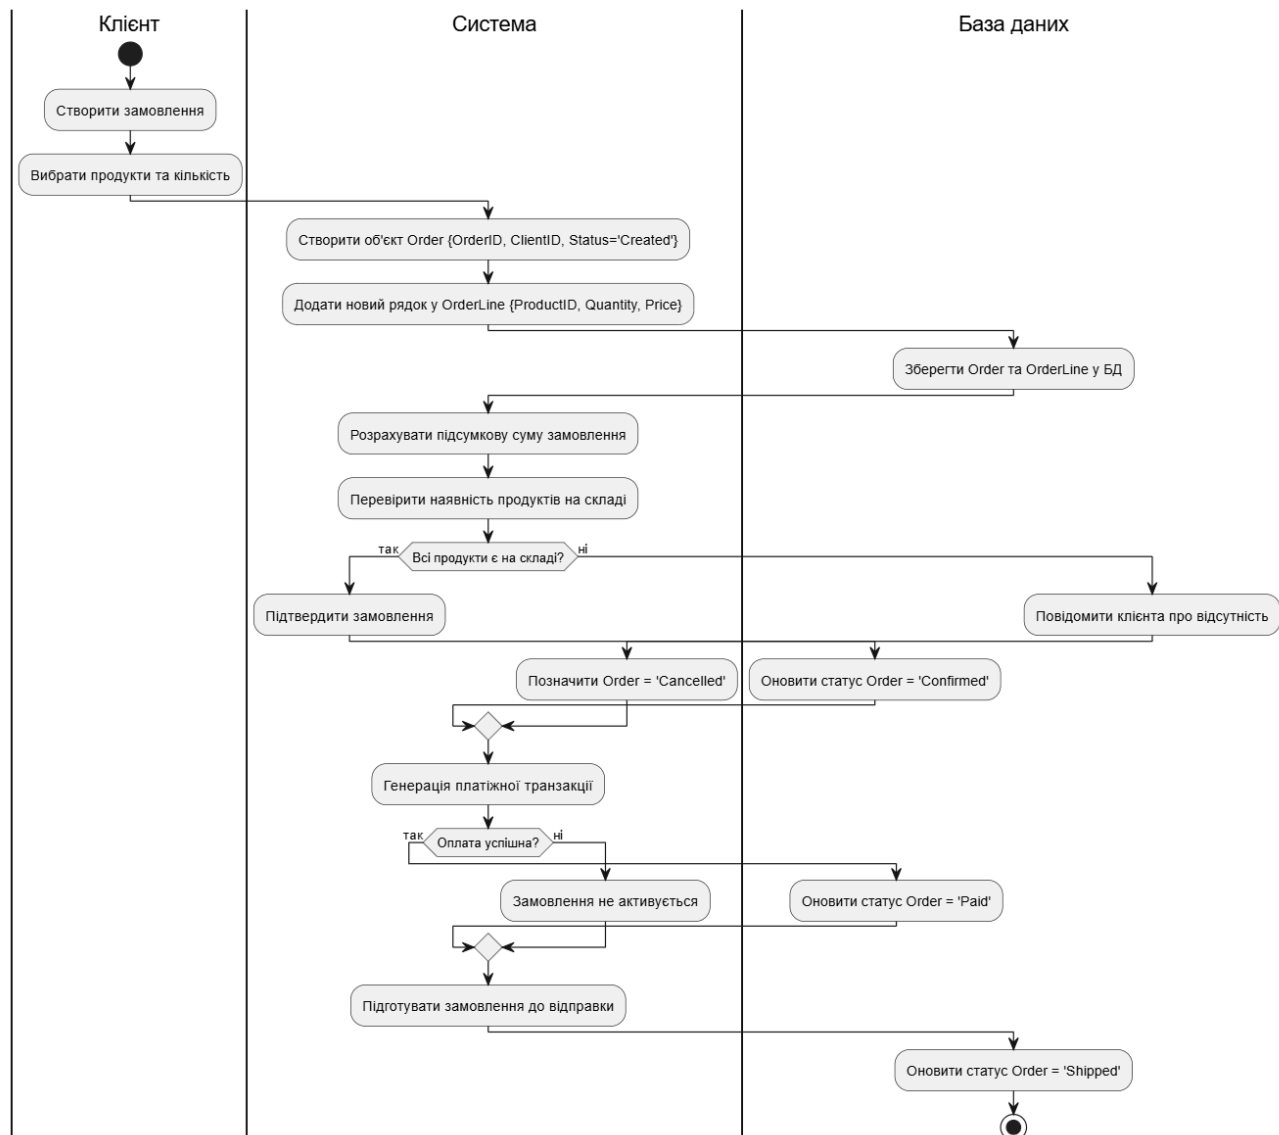 Клієнт
Система
База даних
Створити замовлення
Вибрати продукти та кількість
Створити об'єкт Order {OrderID, ClientID, Status='Created'}
Додати новий рядок у OrderLine {ProductID, Quantity, Price}
Зберегти Order та OrderLine у БД
Розрахувати підсумкову суму замовлення
Перевірити наявність продуктів на складі
так
Всі продукти є на складі?
ні
Підтвердити замовлення
Повідомити клієнта про відсутність
Позначити Order = 'Cancelled'
Оновити статус Order = 'Confirmed'
Генерація платіжної транзакції
так
Оплата успішна?
ні
Замовлення не активується
Оновити статус Order = 'Paid'
Підготувати замовлення до відправки
Оновити статус Order = 'Shipped'